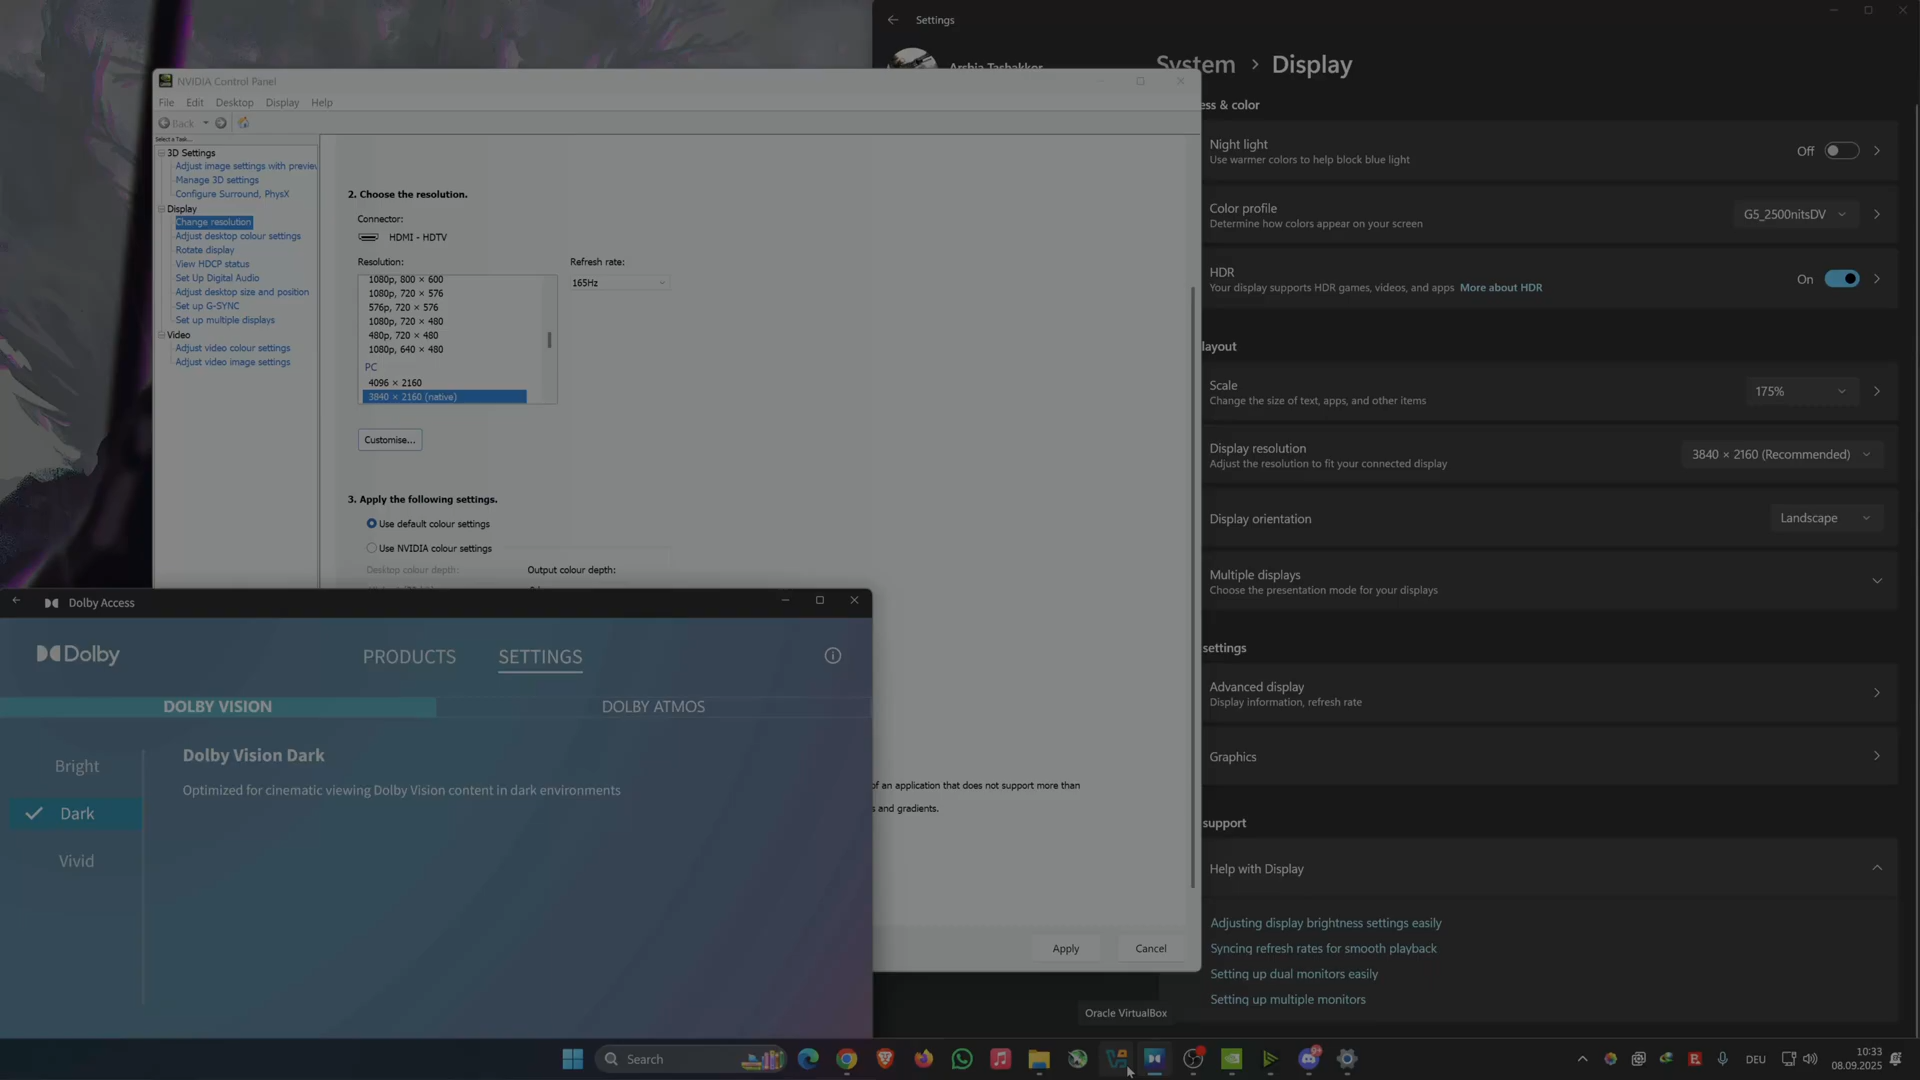 Settings
System > Display
NVIDIA Control Panel
File Edit Desktop Display Help
Back
Select a Task...
3D Settings
Adjust image settings with preview
Manage 3D settings
Configure Surround, PhysX
Display
Change resolution
Adjust desktop colour settings
Rotate display
View HDCP status
Set Up Digital Audio
Adjust desktop size and position
Set up G-SYNC
Set up multiple displays
Video
Adjust video colour settings
Adjust video image settings
2. Choose the resolution.
Connector:
HDMI - HDTV
Resolution:
Refresh rate:
165Hz
1080p, 800 × 600
1080p, 720 × 576
576p, 720 × 576
1080p, 720 × 480
480p, 720 × 480
1080p, 640 × 480
PC
4096 × 2160
3840 × 2160 (native)
Customise...
3. Apply the following settings.
Use default colour settings
Use NVIDIA colour settings
Desktop colour depth:
Output colour depth:
of an application that does not support more than
s and gradients.
Apply
Cancel
ess & color
Night light
Use warmer colors to help block blue light
Off
Color profile
Determine how colors appear on your screen
G5_2500nitsDV
HDR
Your display supports HDR games, videos, and apps More about HDR
On
layout
Scale
Change the size of text, apps, and other items
175%
Display resolution
Adjust the resolution to fit your connected display
3840 × 2160 (Recommended)
Display orientation
Landscape
Multiple displays
Choose the presentation mode for your displays
settings
Advanced display
Display information, refresh rate
Graphics
support
Help with Display
Adjusting display brightness settings easily
Syncing refresh rates for smooth playback
Setting up dual monitors easily
Setting up multiple monitors
Dolby Access
Dolby
PRODUCTS
SETTINGS
DOLBY VISION
DOLBY ATMOS
Bright
Dark
Vivid
Dolby Vision Dark
Optimized for cinematic viewing Dolby Vision content in dark environments
Oracle VirtualBox
Search
DEU
10:33
08.09.2025